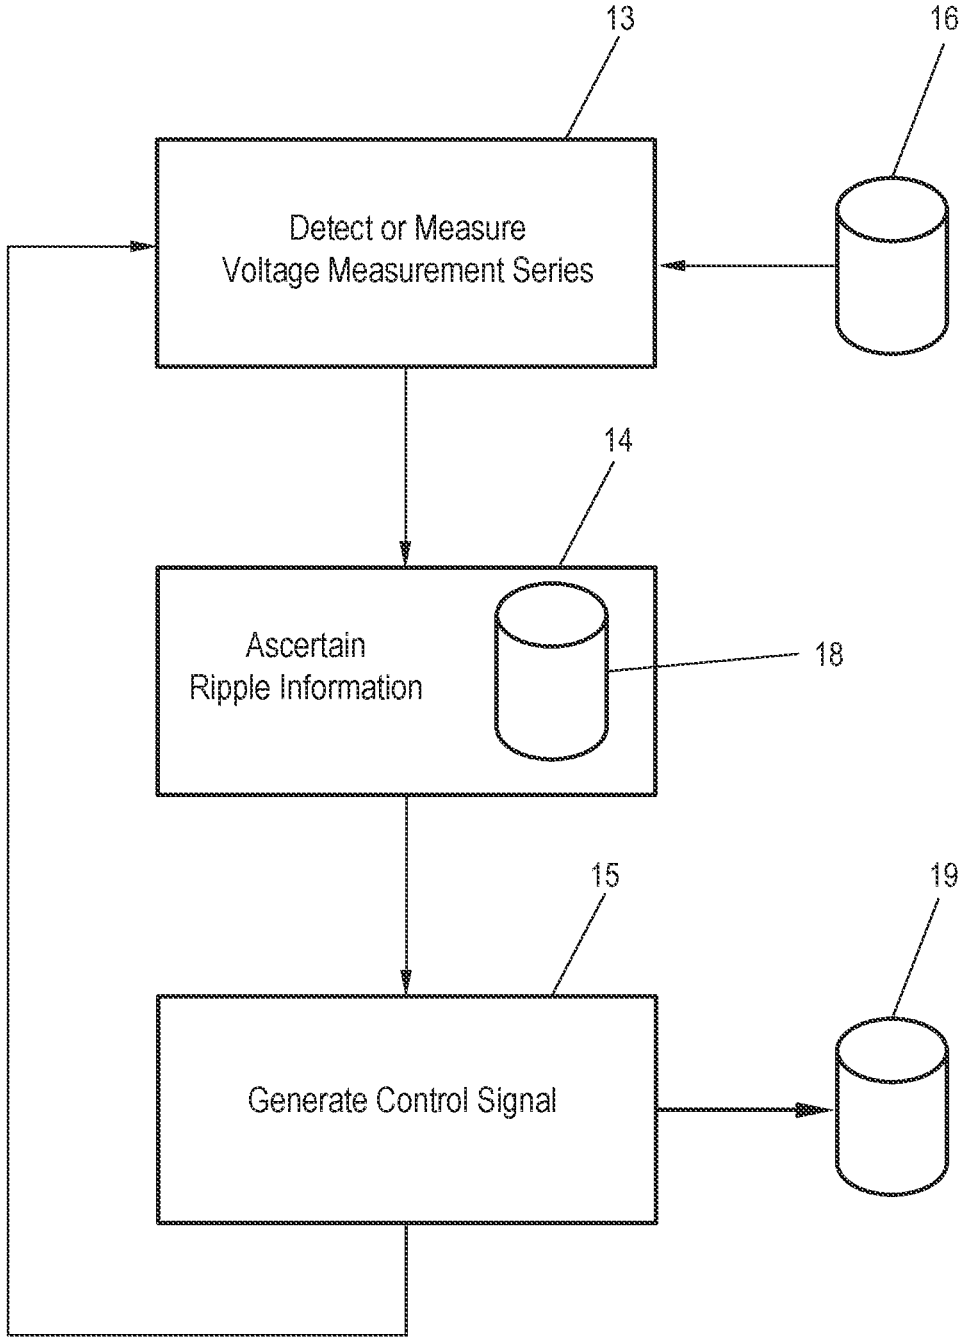 13
16
Detect or Measure
Voltage Measurement Series
14
Ascertain
Ripple Information
18
15
19
Generate Control Signal